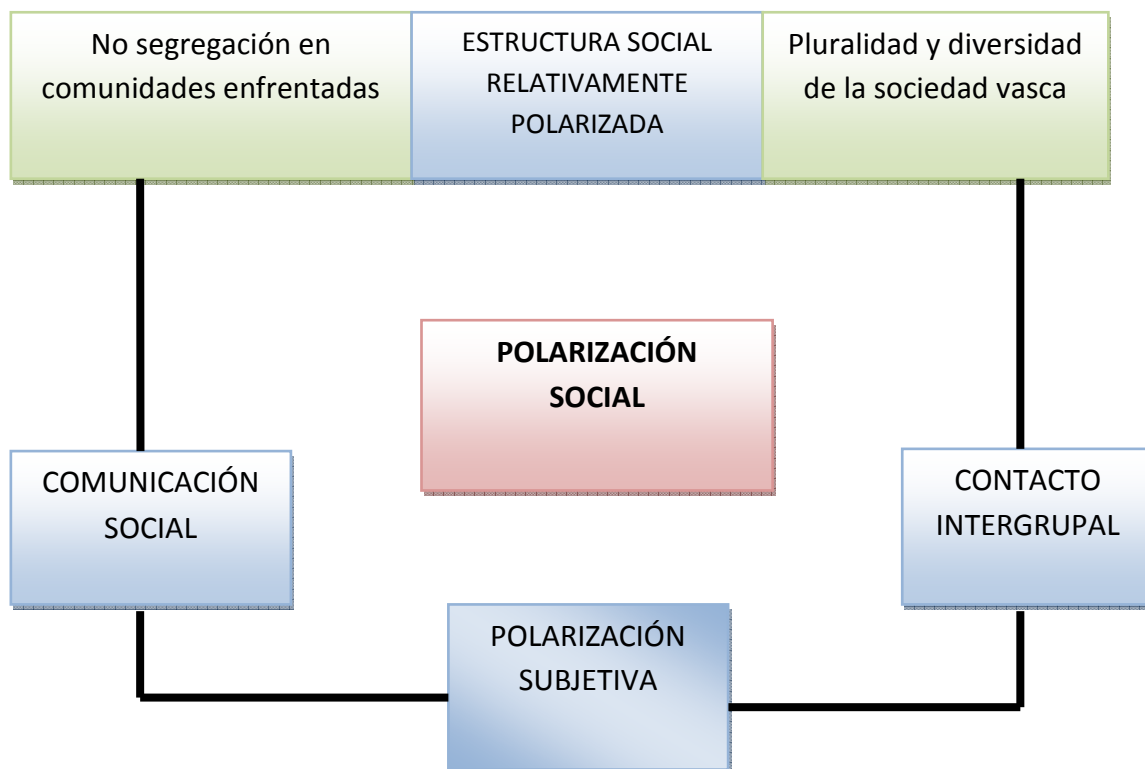 No segregación en
comunidades enfrentadas
ESTRUCTURA SOCIAL
RELATIVAMENTE
POLARIZADA
Pluralidad y diversidad
de la sociedad vasca
POLARIZACIÓN
SOCIAL
COMUNICACIÓN
SOCIAL
CONTACTO
INTERGRUPAL
POLARIZACIÓN
SUBJETIVA